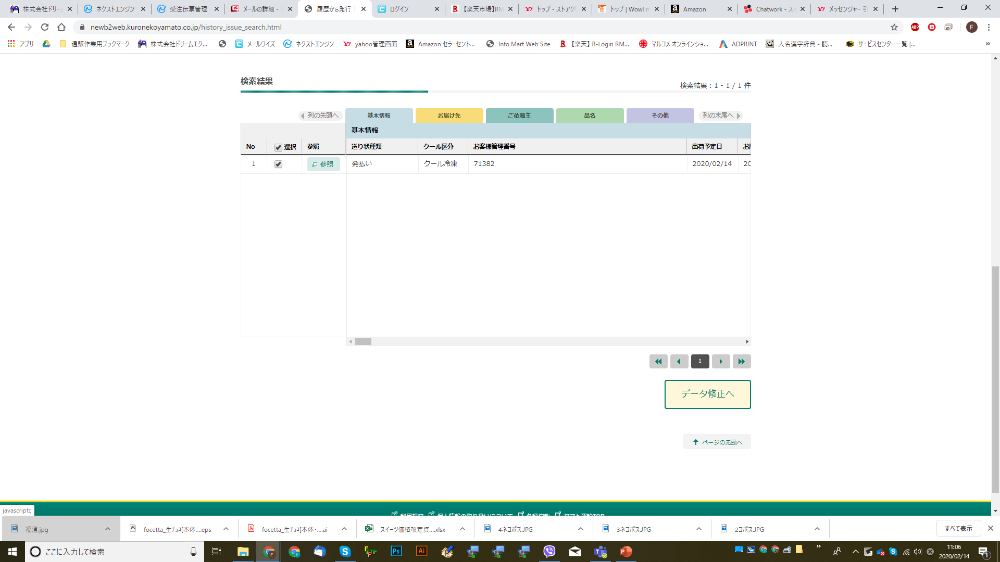 株式会社ドリーム
ネクストエンジン
受注伝票管理
メールの詳細 - サ
履歴から発行
ログイン
【楽天市場】RM
トップ - ストアクリ
トップ | Wow! m
Amazon
Chatwork - スイ
メッセンジャー 引
newb2web.kuronekoyamato.co.jp/history_issue_search.html
ABP
F
アプリ
通販作業用ブックマーク
株式会社ドリームエク...
メールワイズ
ネクストエンジン
yahoo管理画面
Amazon セラーセント...
Info Mart Web Site
【楽天】R-Login RM...
マルコメ オンラインショ...
ADPRINT
人名漢字辞典 - 読...
サービスセンター一覧 |...
»
検索結果
検索結果：1 - 1 / 1 件
列の先頭へ
基本情報
お届け先
ご依頼主
品名
その他
列の末尾へ
基本情報
No 選択 参照 送り状種類 クール区分 お客様管理番号 出荷予定日
1 参照 発払い クール冷凍 71382 2020/02/14 20
1
データ修正へ
ページの先頭へ
javascript:;
利用規約 個人情報の取り扱いについて 各種約款 ヤマト運輸TOP
福澄.jpg
focetta_生ﾁｮｺ[本体....eps
focetta_生ﾁｮｺ[本体・....ai
スイーツ価格改定資....xlsx
4ネコポス.JPG
3ネコポス.JPG
2コポス.JPG
すべて表示
ここに入力して検索
11:06
2020/02/14
1